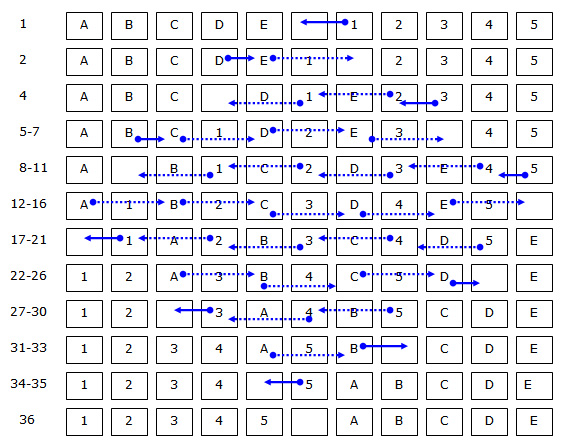 1 A B C D E 1 2 3 4 5
2 A B C D E 1 2 3 4 5
4 A B C D 1 E 2 3 4 5
5-7 A B C 1 D 2 E 3 4 5
8-11 A B 1 C 2 D 3 E 4 5
12-16 A 1 B 2 C 3 D 4 E 5
17-21 1 A 2 B 3 C 4 D 5 E
22-26 1 2 A 3 B 4 C 5 D E
27-30 1 2 3 A 4 B 5 C D E
31-33 1 2 3 4 A 5 B C D E
34-35 1 2 3 4 5 A B C D E
36 1 2 3 4 5 A B C D E